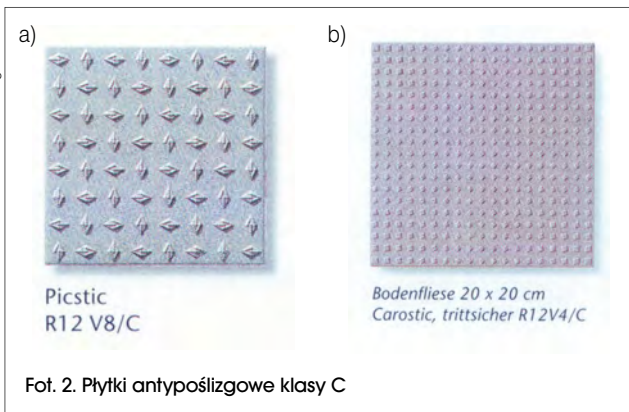 a)
b)
Picstic
R12 V8/C
Bodenfliese 20 x 20 cm
Carostic, trittsicher R12V4/C
Fot. 2. Płytki antypoślizgowe klasy C